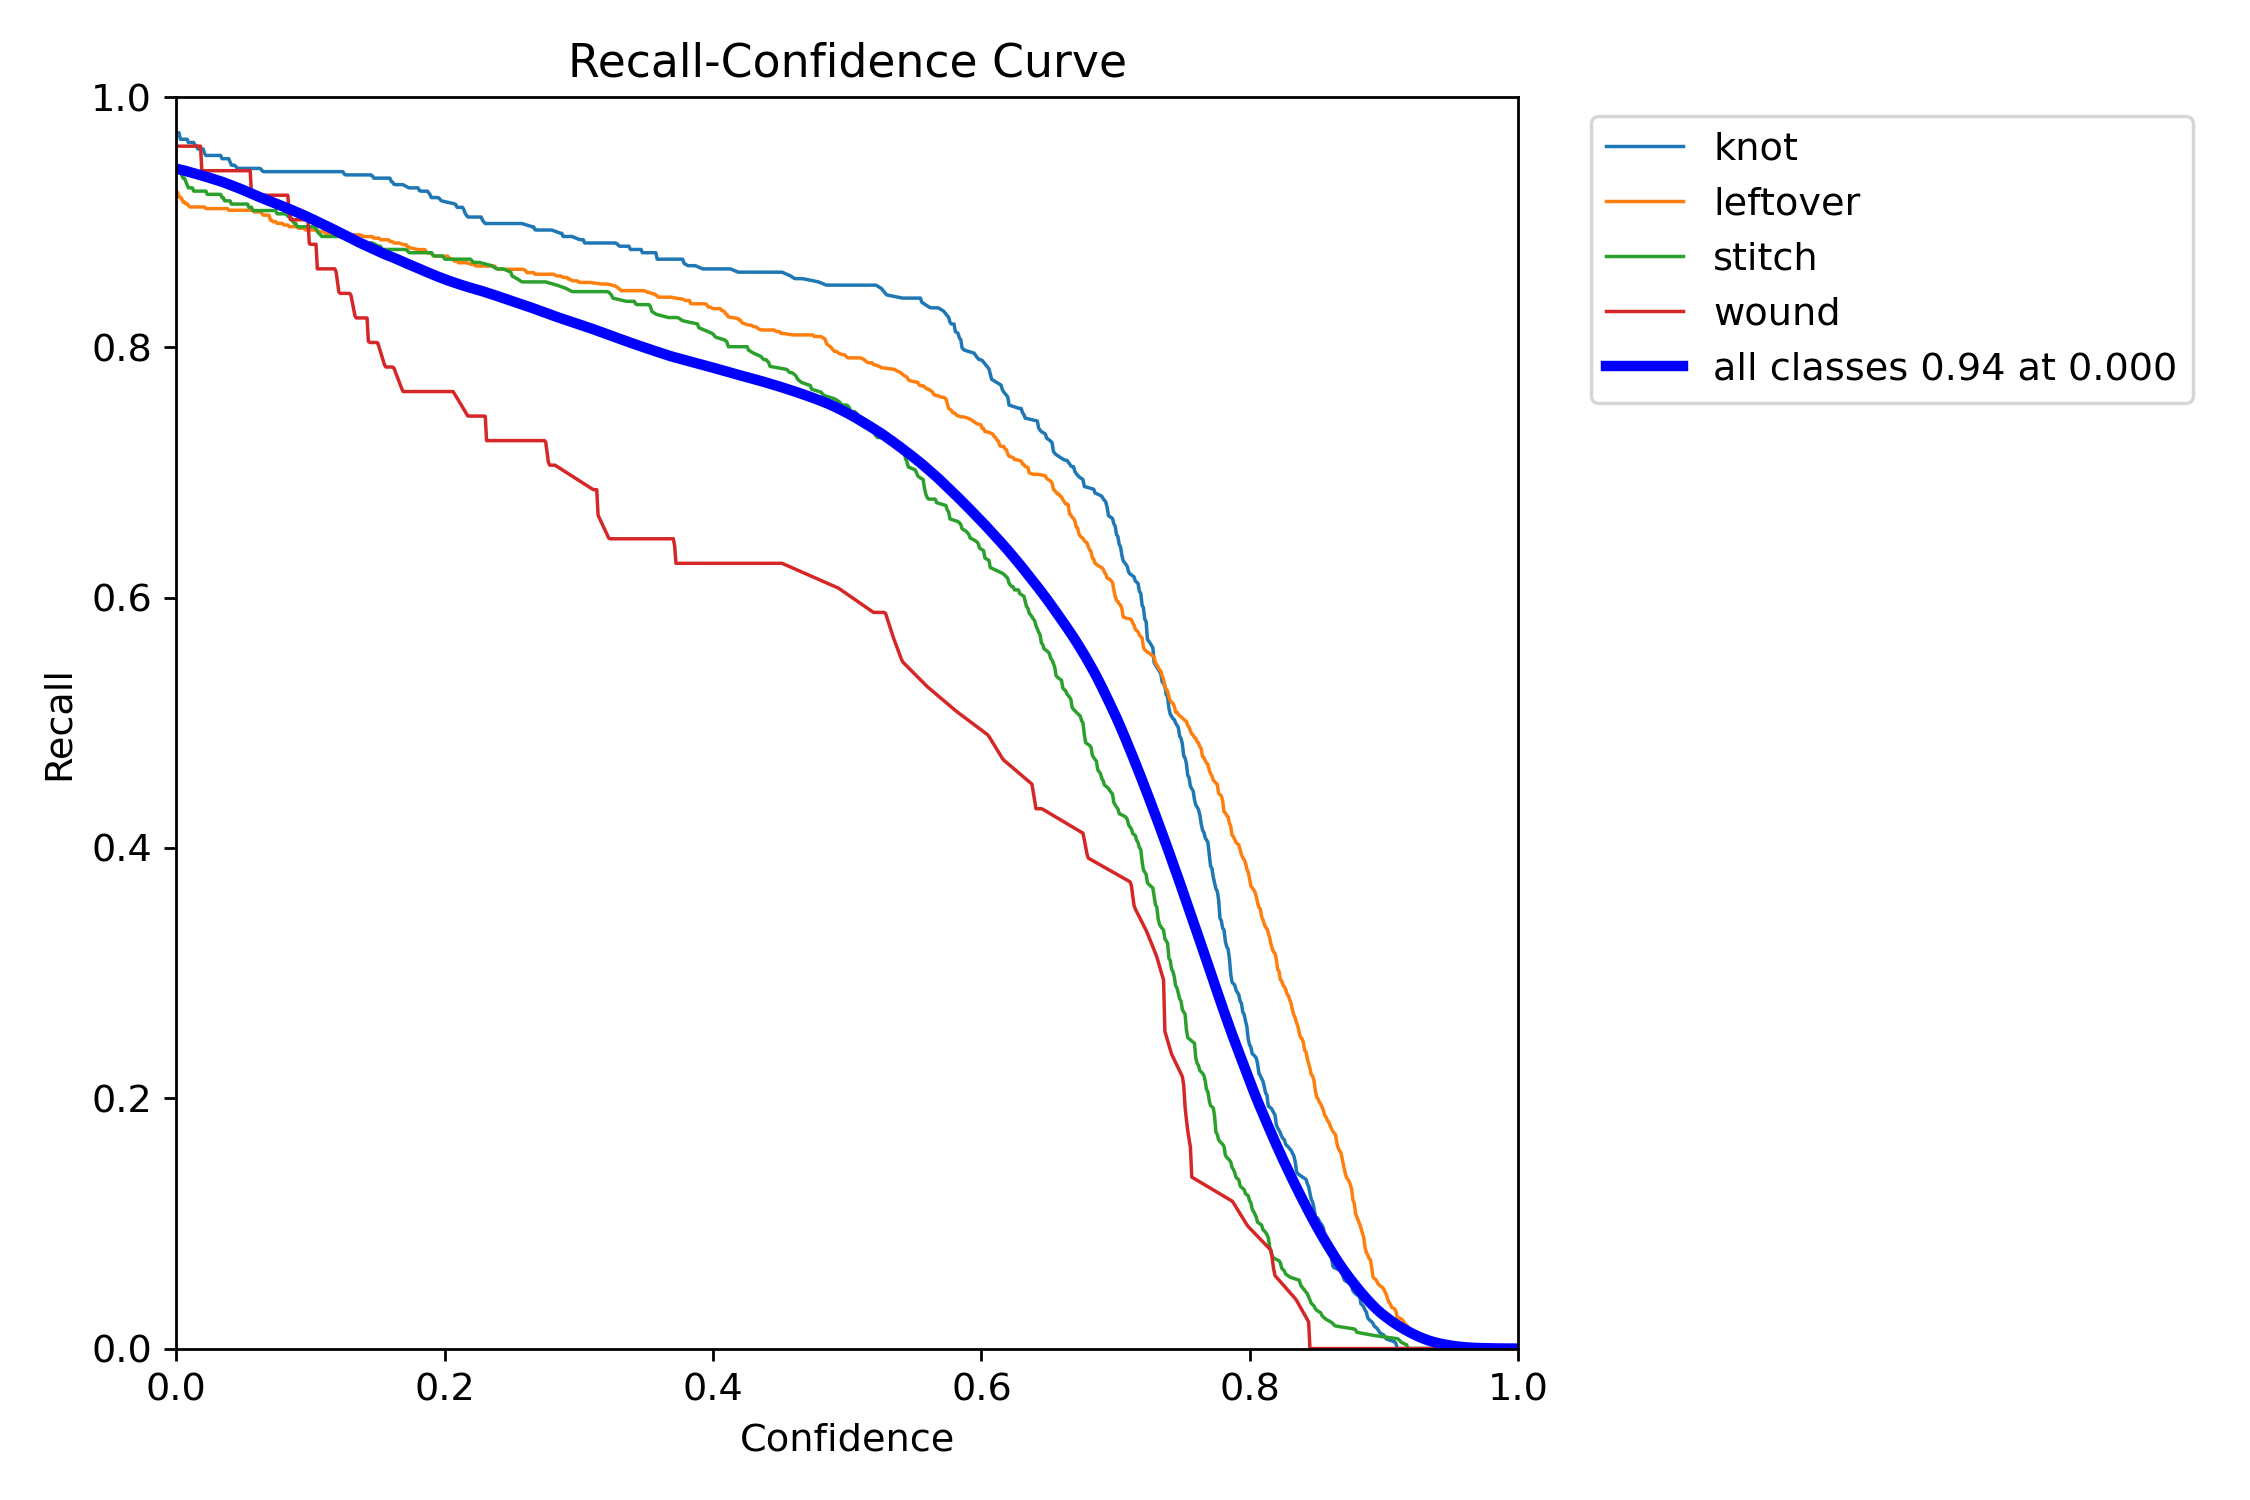 Recall-Confidence Curve
1.0
0.8
0.6
0.4
0.2
0.0
Recall
0.0 0.2 0.4 0.6 0.8 1.0
Confidence
knot
leftover
stitch
wound
all classes 0.94 at 0.000